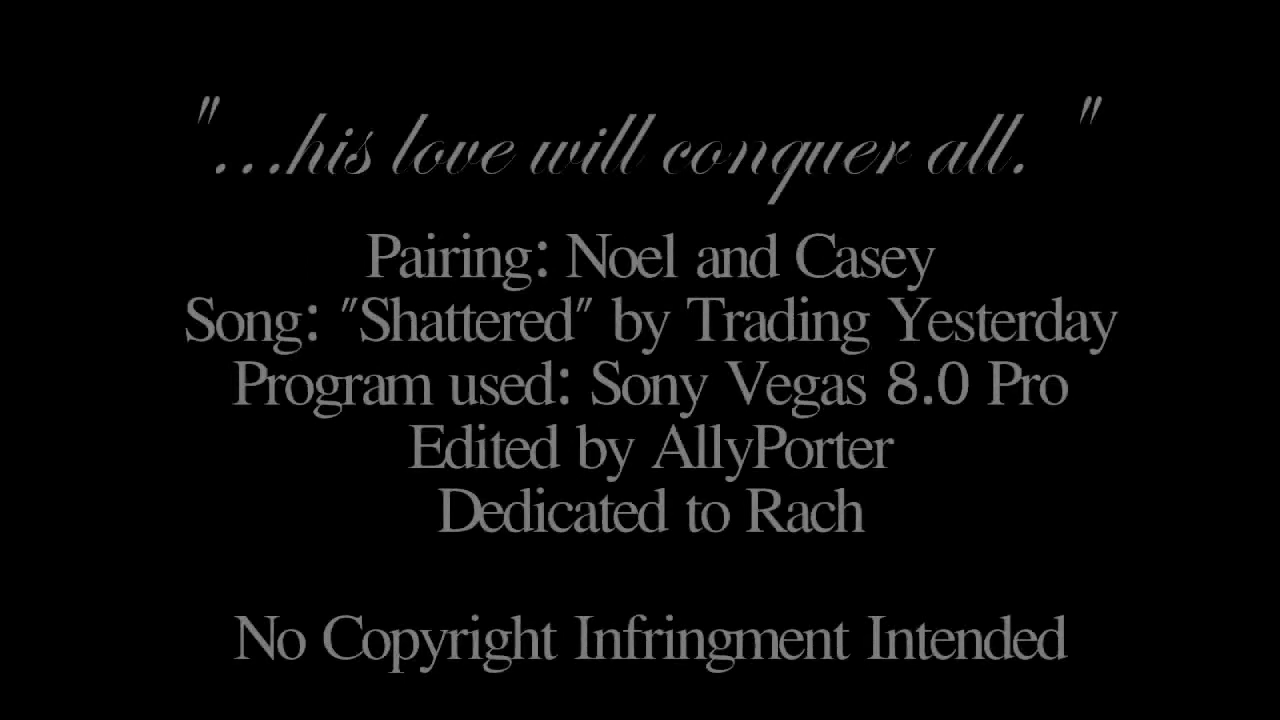 "...his love will conquer all. "
Pairing: Noel and Casey
Song: "Shattered" by Trading Yesterday
Program used: Sony Vegas 8.0 Pro
Edited by AllyPorter
Dedicated to Rach
No Copyright Infringment Intended